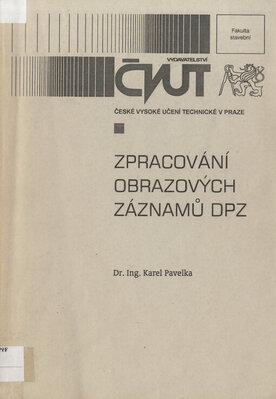 VYDAVATELSTVÍ
ČVUT
Fakulta
stavební
ČESKÉ VYSOKÉ UČENÍ TECHNICKÉ V PRAZE
ZPRACOVÁNÍ
OBRAZOVÝCH
ZÁZNAMŮ DPZ
Dr. Ing. Karel Pavelka